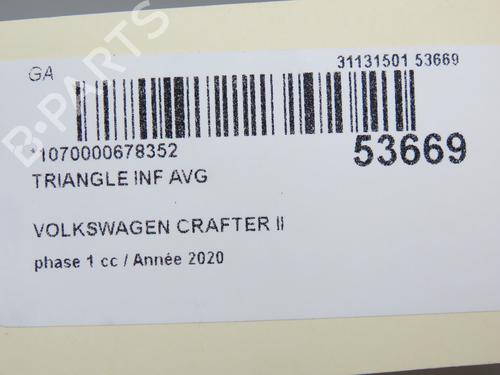 GA
31131501 53669
*1070000678352
53669
TRIANGLE INF AVG
VOLKSWAGEN CRAFTER II
phase 1 cc / Année 2020
B-PARTS